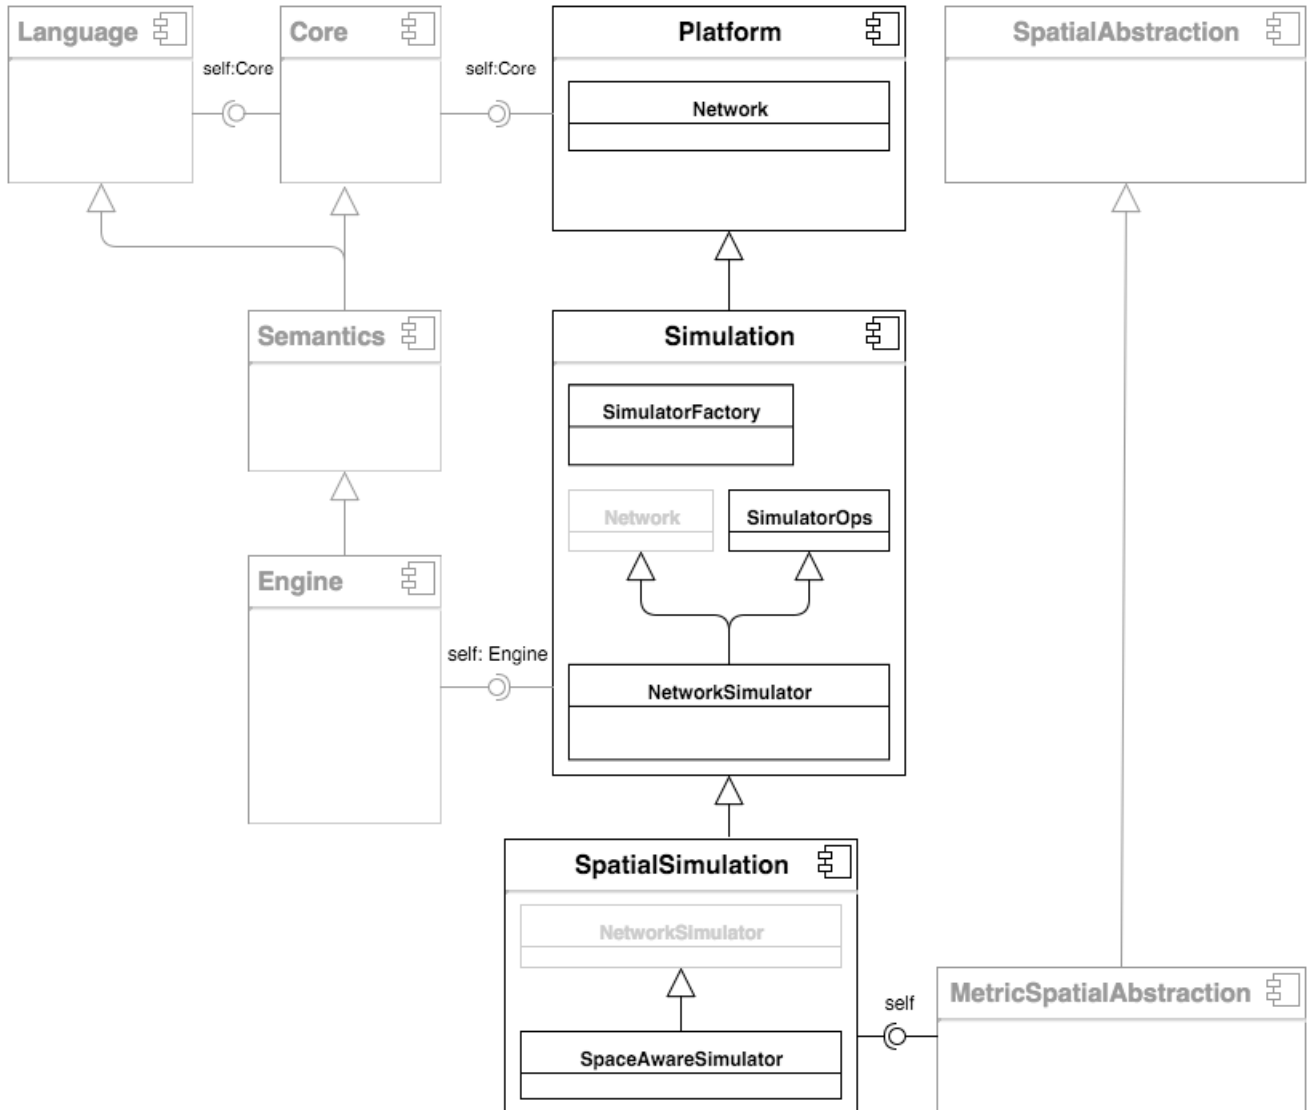 Language
Core
Platform
SpatialAbstraction
self:Core
self:Core
Network
Semantics
Simulation
SimulatorFactory
Network
SimulatorOps
Engine
self: Engine
NetworkSimulator
SpatialSimulation
NetworkSimulator
self
MetricSpatialAbstraction
SpaceAwareSimulator